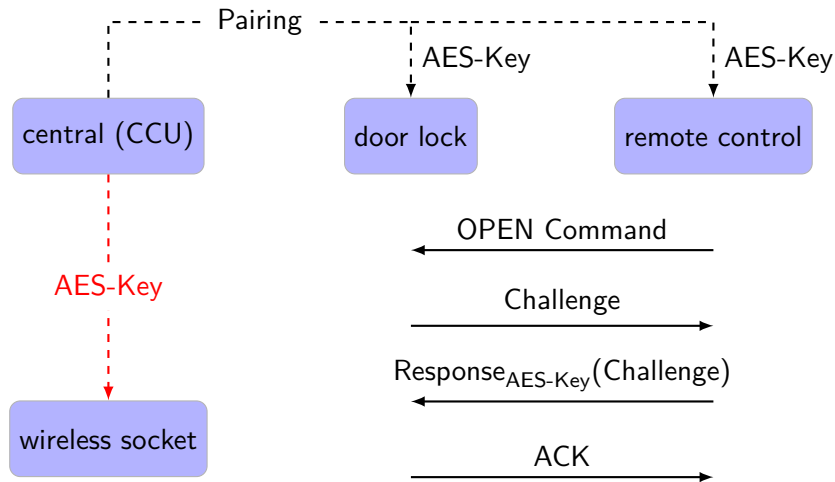 Pairing
AES-Key
AES-Key
central (CCU)
door lock
remote control
OPEN Command
AES-Key
Challenge
Response_AES-Key(Challenge)
wireless socket
ACK